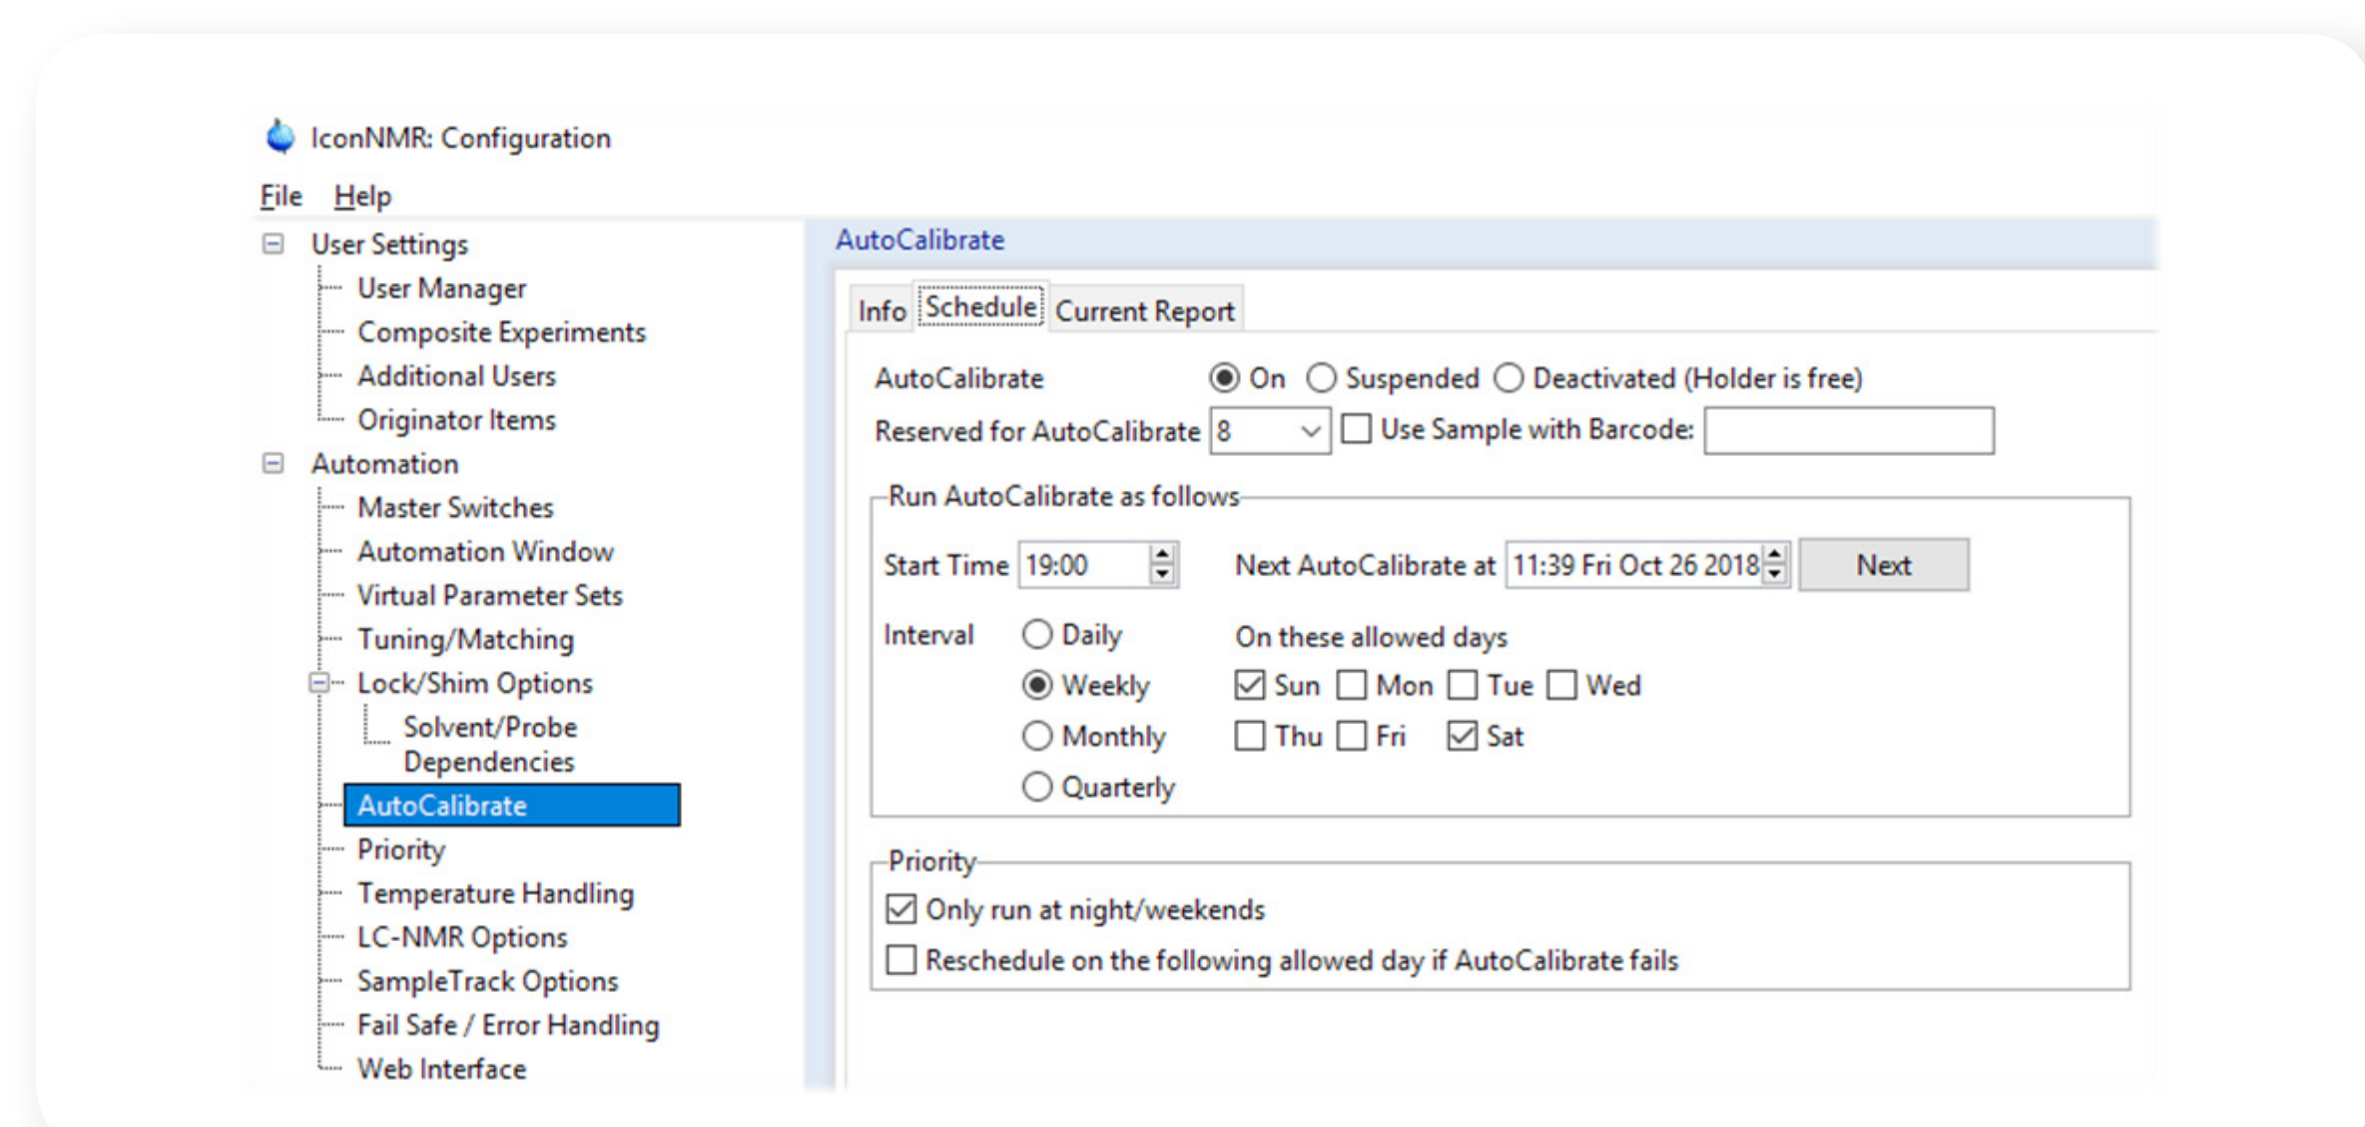 IconNMR: Configuration
File Help
User Settings
User Manager
Composite Experiments
Additional Users
Originator Items
Automation
Master Switches
Automation Window
Virtual Parameter Sets
Tuning/Matching
Lock/Shim Options
Solvent/Probe
Dependencies
AutoCalibrate
Priority
Temperature Handling
LC-NMR Options
SampleTrack Options
Fail Safe / Error Handling
Web Interface
AutoCalibrate
Info Schedule Current Report
AutoCalibrate On Suspended Deactivated (Holder is free)
Reserved for AutoCalibrate 8 Use Sample with Barcode:
Run AutoCalibrate as follows
Start Time 19:00 Next AutoCalibrate at 11:39 Fri Oct 26 2018 Next
Interval Daily On these allowed days
Weekly Sun Mon Tue Wed
Monthly Thu Fri Sat
Quarterly
Priority
Only run at night/weekends
Reschedule on the following allowed day if AutoCalibrate fails